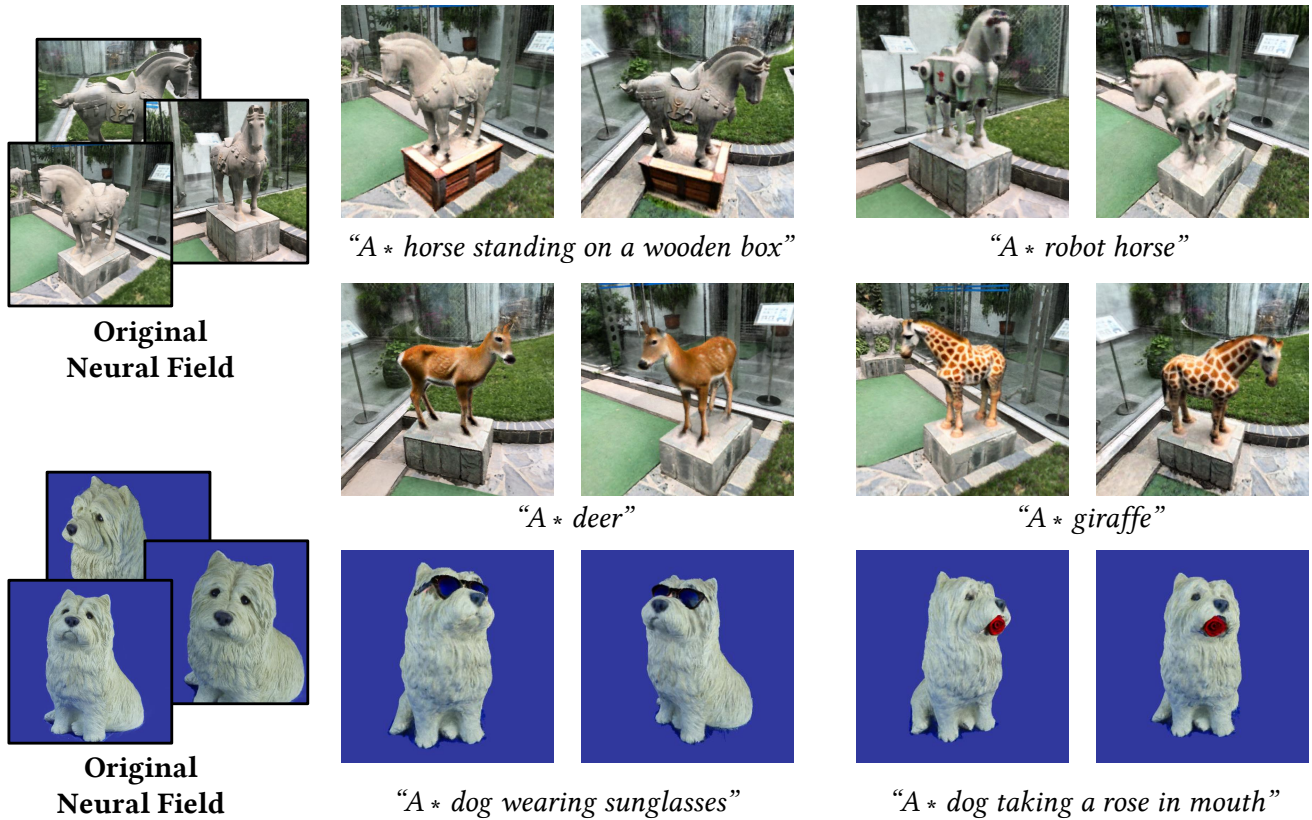 “A * horse standing on a wooden box”
“A * robot horse”
Original
Neural Field
“A * deer”
“A * giraffe”
Original
Neural Field
“A * dog wearing sunglasses”
“A * dog taking a rose in mouth”